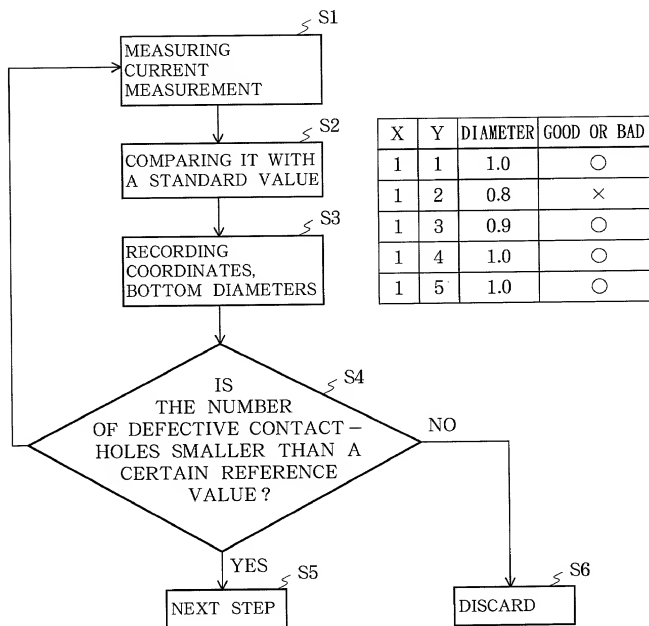 S1
MEASURING
CURRENT
MEASUREMENT
S2
COMPARING IT WITH
A STANDARD VALUE
S3
RECORDING
COORDINATES,
BOTTOM DIAMETERS
X Y DIAMETER GOOD OR BAD
1 1 1.0 ○
1 2 0.8 ×
1 3 0.9 ○
1 4 1.0 ○
1 5 1.0 ○
S4
IS
THE NUMBER
OF DEFECTIVE CONTACT-
HOLES SMALLER THAN A
CERTAIN REFERENCE
VALUE?
NO
YES
S5
NEXT STEP
S6
DISCARD